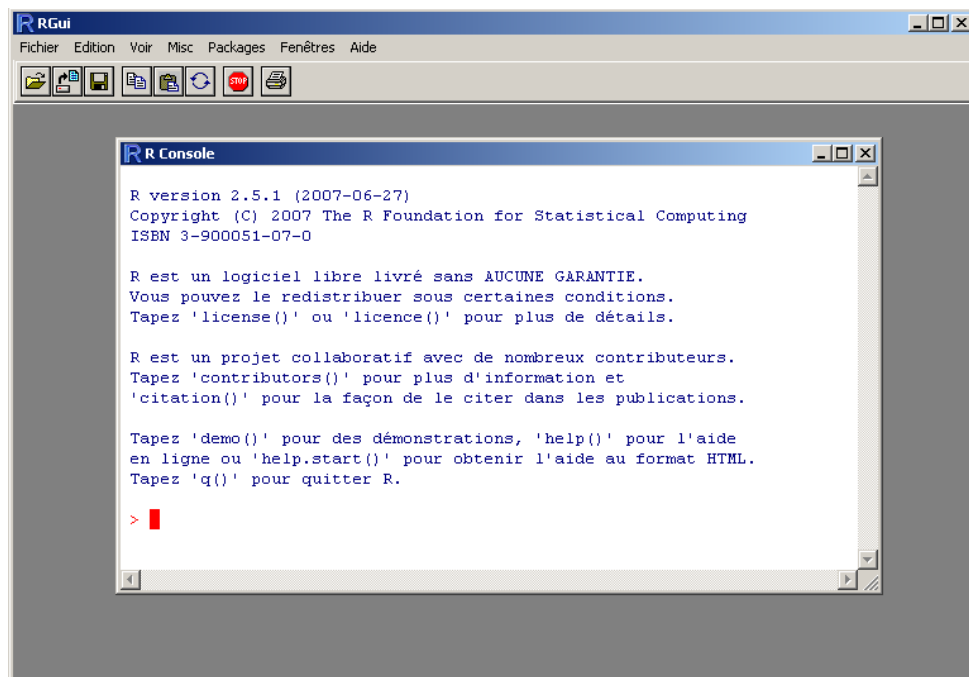 RGui
Fichier Edition Voir Misc Packages Fenêtres Aide
STOP
R Console
R version 2.5.1 (2007-06-27)
Copyright (C) 2007 The R Foundation for Statistical Computing
ISBN 3-900051-07-0
R est un logiciel libre livré sans AUCUNE GARANTIE.
Vous pouvez le redistribuer sous certaines conditions.
Tapez 'license()' ou 'licence()' pour plus de détails.
R est un projet collaboratif avec de nombreux contributeurs.
Tapez 'contributors()' pour plus d'information et
'citation()' pour la façon de le citer dans les publications.
Tapez 'demo()' pour des démonstrations, 'help()' pour l'aide
en ligne ou 'help.start()' pour obtenir l'aide au format HTML.
Tapez 'q()' pour quitter R.
>